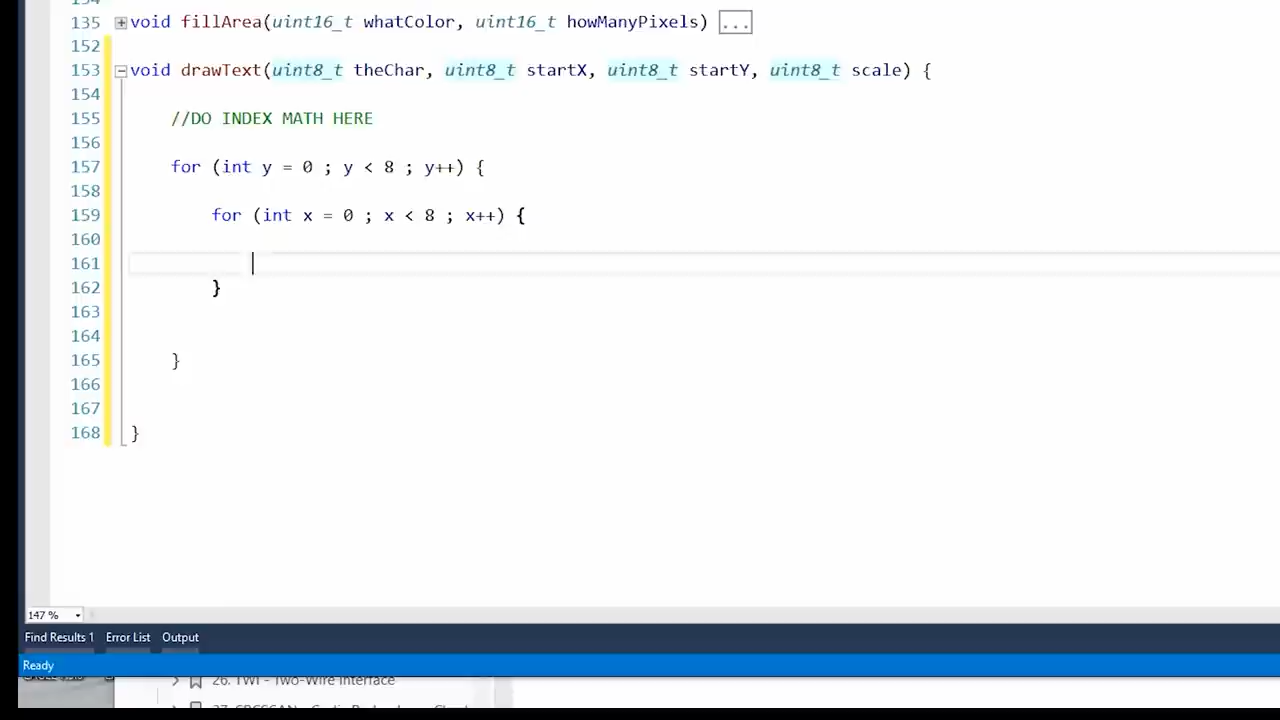 135 void fillArea(uint16_t whatColor, uint16_t howManyPixels) ...
152
153 void drawText(uint8_t theChar, uint8_t startX, uint8_t startY, uint8_t scale) {
154
155 //DO INDEX MATH HERE
156
157 for (int y = 0 ; y < 8 ; y++) {
158
159 for (int x = 0 ; x < 8 ; x++) {
160
161
162 }
163
164
165 }
166
167
168 }
147 %
Find Results 1 Error List Output
Ready
26. TWI - Two-Wire Interface